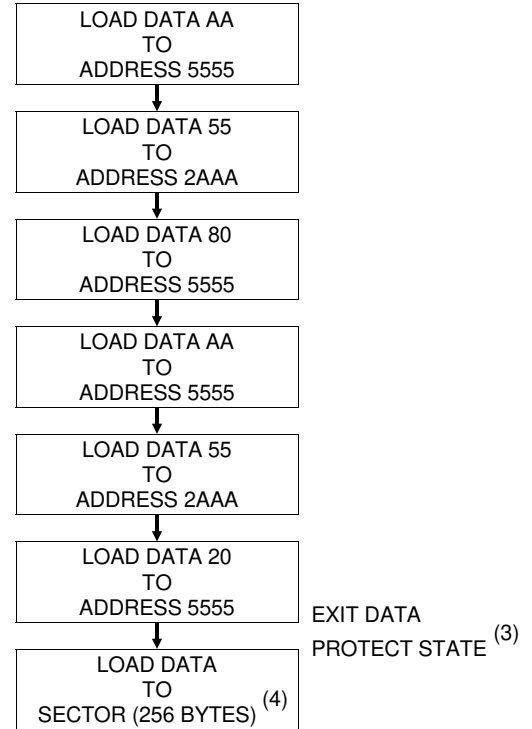 LOAD DATA AA
TO
ADDRESS 5555
LOAD DATA 55
TO
ADDRESS 2AAA
LOAD DATA 80
TO
ADDRESS 5555
LOAD DATA AA
TO
ADDRESS 5555
LOAD DATA 55
TO
ADDRESS 2AAA
LOAD DATA 20
TO
ADDRESS 5555
EXIT DATA
PROTECT STATE (3)
LOAD DATA
TO
SECTOR (256 BYTES) (4)